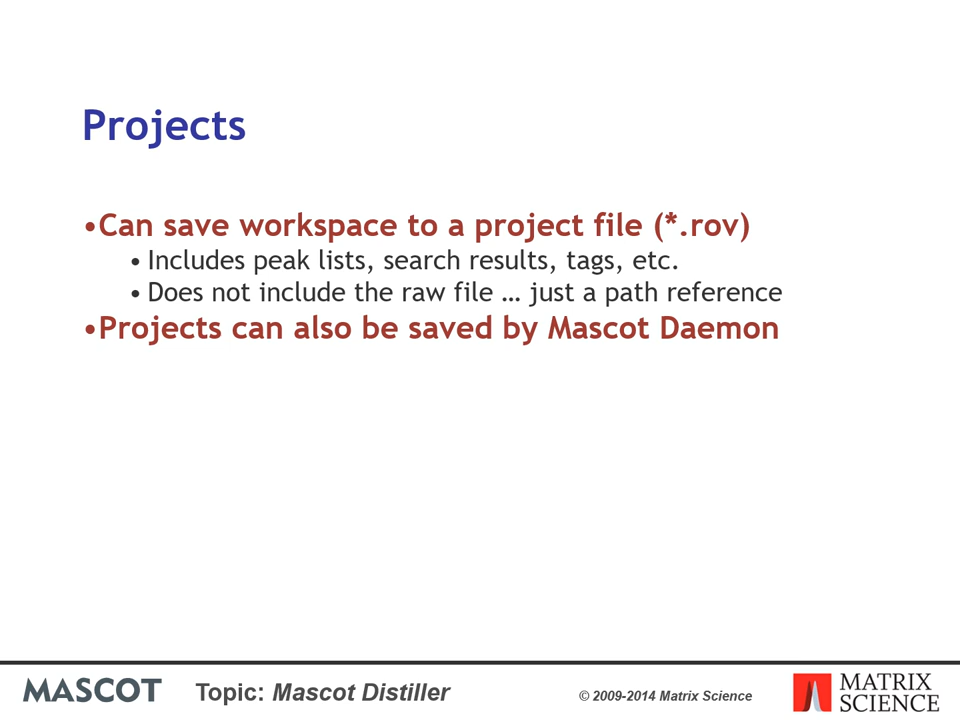 Projects
•Can save workspace to a project file (*.rov)
• Includes peak lists, search results, tags, etc.
• Does not include the raw file … just a path reference
•Projects can also be saved by Mascot Daemon
MASCOT
Topic: Mascot Distiller
© 2009-2014 Matrix Science
MATRIX
SCIENCE